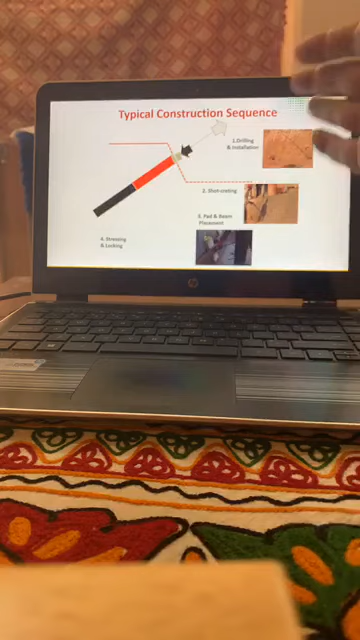 Typical Construction Sequence
1.Drilling
& Installation
2. Shot-creting
3. Pad & Beam
Placement
4. Stressing
& Locking
hp